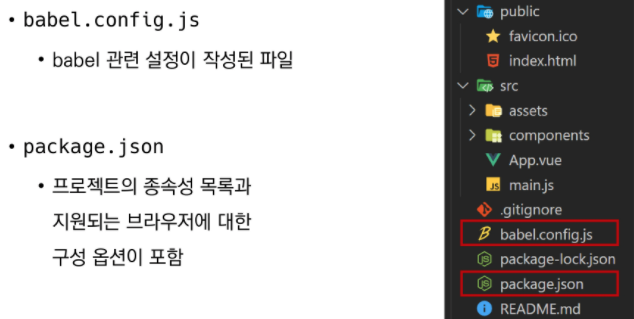 • babel.config.js
• babel 관련 설정이 작성된 파일
• package.json
• 프로젝트의 종속성 목록과
지원되는 브라우저에 대한
구성 옵션이 포함
public
favicon.ico
index.html
src
assets
components
App.vue
JS main.js
.gitignore
babel.config.js
package-lock.json
package.json
README.md